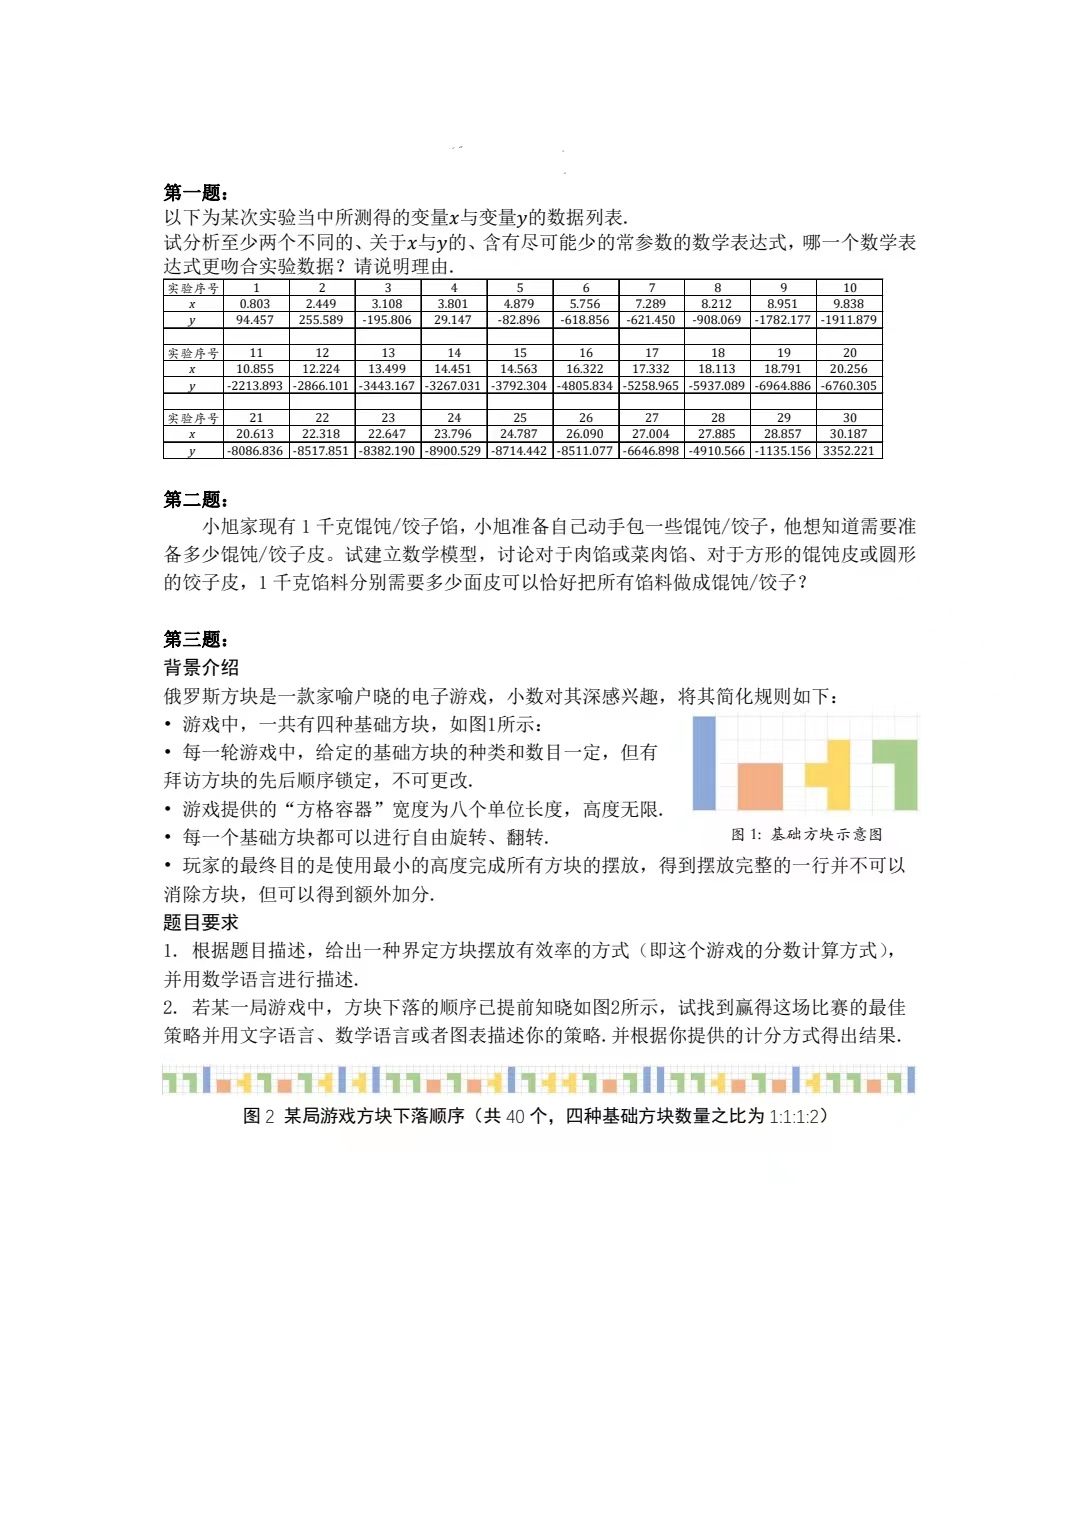 第一题：
以下为某次实验当中所测得的变量x与变量y的数据列表.
试分析至少两个不同的、关于x与y的、含有尽可能少的常参数的数学表达式，哪一个数学表
达式更吻合实验数据？请说明理由.
实验序号 1 2 3 4 5 6 7 8 9 10
x 0.803 2.449 3.108 3.801 4.879 5.756 7.289 8.212 8.951 9.838
y 94.457 255.589 -195.806 29.147 -82.896 -618.856 -621.450 -908.069 -1782.177 -1911.879
实验序号 11 12 13 14 15 16 17 18 19 20
x 10.855 12.224 13.499 14.451 14.563 16.322 17.332 18.113 18.791 20.256
y -2213.893 -2866.101 -3443.167 -3267.031 -3792.304 -4805.834 -5258.965 -5937.089 -6964.886 -6760.305
实验序号 21 22 23 24 25 26 27 28 29 30
x 20.613 22.318 22.647 23.796 24.787 26.090 27.004 27.885 28.857 30.187
y -8086.836 -8517.851 -8382.190 -8900.529 -8714.442 -8511.077 -6646.898 -4910.566 -1135.156 3352.221
第二题：
小旭家现有 1 千克馄饨/饺子馅，小旭准备自己动手包一些馄饨/饺子，他想知道需要准
备多少馄饨/饺子皮。试建立数学模型，讨论对于肉馅或菜肉馅、对于方形的馄饨皮或圆形
的饺子皮，1 千克馅料分别需要多少面皮可以恰好把所有馅料做成馄饨/饺子？
第三题：
背景介绍
俄罗斯方块是一款家喻户晓的电子游戏，小数对其深感兴趣，将其简化规则如下：
• 游戏中，一共有四种基础方块，如图1所示：
• 每一轮游戏中，给定的基础方块的种类和数目一定，但有
拜访方块的先后顺序锁定，不可更改.
• 游戏提供的“方格容器”宽度为八个单位长度，高度无限.
• 每一个基础方块都可以进行自由旋转、翻转.
图 1: 基础方块示意图
• 玩家的最终目的是使用最小的高度完成所有方块的摆放，得到摆放完整的一行并不可以
消除方块，但可以得到额外加分.
题目要求
1. 根据题目描述，给出一种界定方块摆放有效率的方式（即这个游戏的分数计算方式），
并用数学语言进行描述.
2. 若某一局游戏中，方块下落的顺序已提前知晓如图2所示，试找到赢得这场比赛的最佳
策略并用文字语言、数学语言或者图表描述你的策略.并根据你提供的计分方式得出结果.
图 2 某局游戏方块下落顺序（共 40 个，四种基础方块数量之比为 1:1:1:2）